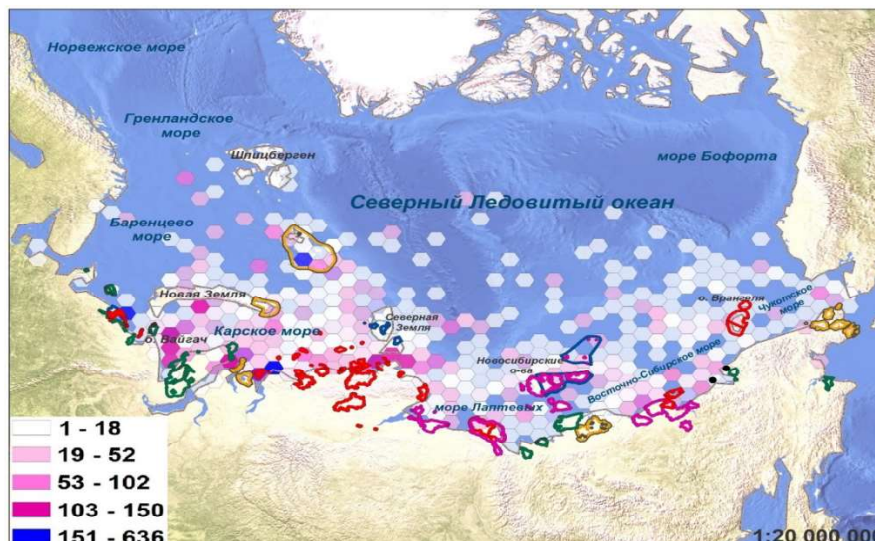 Норвежское море
Гренландское
море
Шпицберген
море Бофорта
Северный Ледовитый океан
Баренцево
море
Новая Земля
Северная
Земля
о. Врангеля
Чукотское
море
Карское море
о. Вайгач
Новосибирские
о-ва
Восточно-Сибирское море
море Лаптевых
1 - 18
19 - 52
53 - 102
103 - 150
151 - 636
1:20 000 000